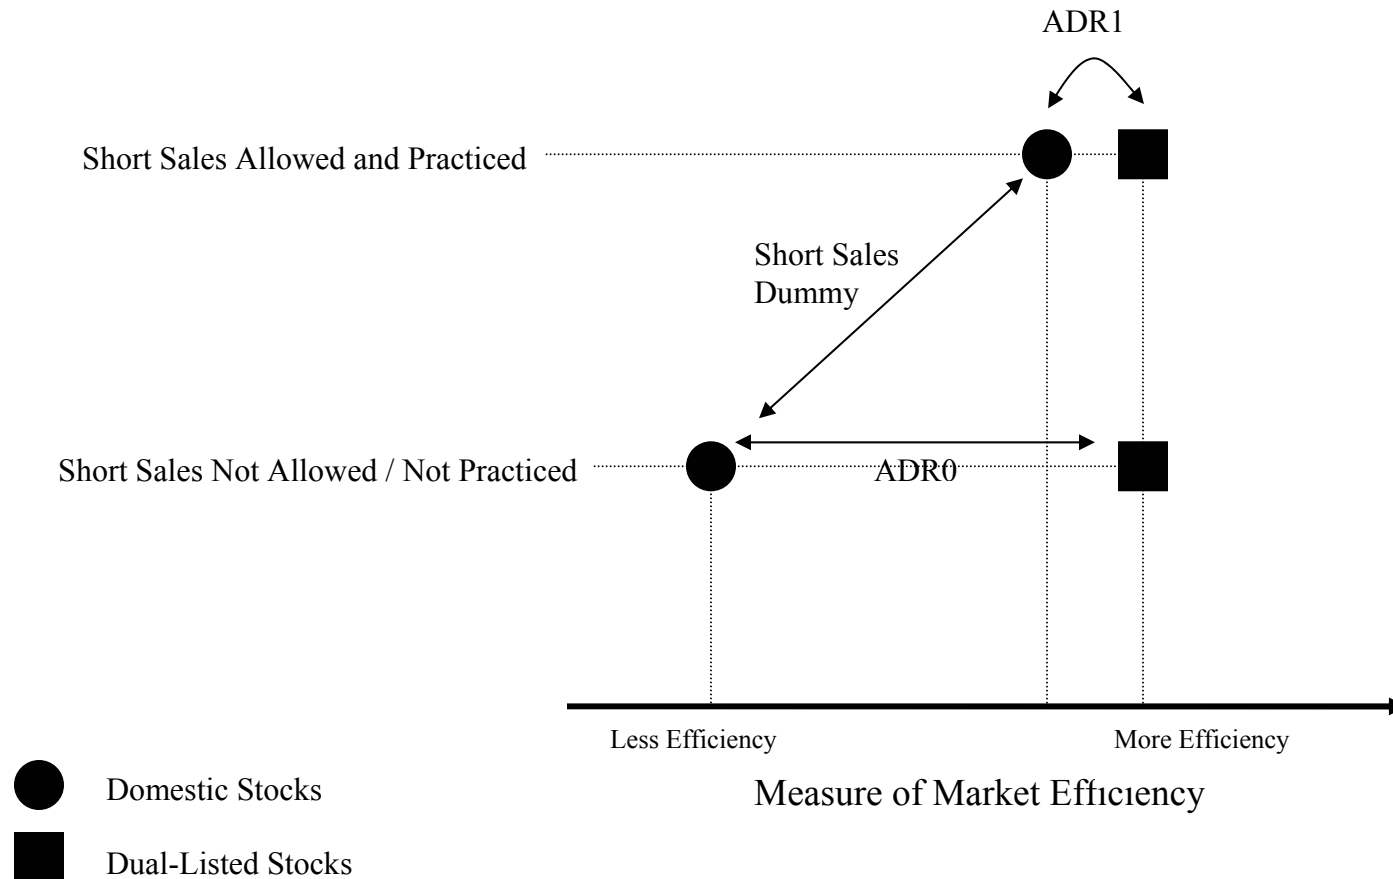 ADR1
Short Sales Allowed and Practiced
Short Sales
Dummy
Short Sales Not Allowed / Not Practiced
ADR0
Less Efficiency
More Efficiency
Measure of Market Efficiency
Domestic Stocks
Dual-Listed Stocks